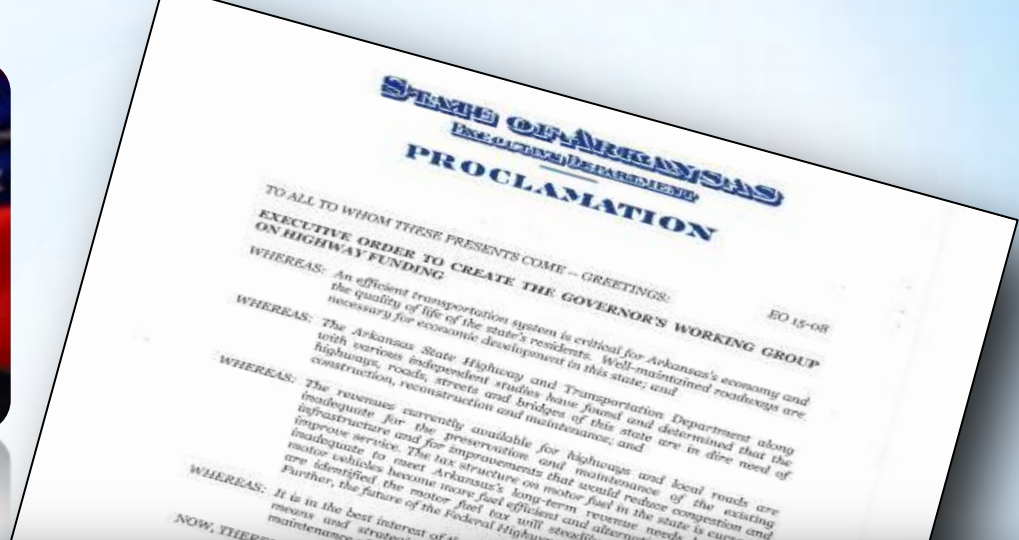 STATE OF ARKANSAS
EXECUTIVE DEPARTMENT
PROCLAMATION
TO ALL TO WHOM THESE PRESENTS COME – GREETINGS:
EO 15-08
EXECUTIVE ORDER TO CREATE THE GOVERNOR'S WORKING GROUP
ON HIGHWAY FUNDING
WHEREAS: An efficient transportation system is critical for Arkansas's economy and
the quality of life of the state's residents. Well-maintained roadways are
necessary for economic development in this state; and
WHEREAS: The Arkansas State Highway and Transportation Department along
with various independent studies have found and determined that the
highways, roads, streets and bridges of this state are in dire need of
construction, reconstruction and maintenance; and
WHEREAS: The revenues currently available for highways and local roads are
inadequate for the preservation and maintenance of the existing
infrastructure and for improvements that would reduce congestion and
improve service. The tax structure on motor fuel in the state is
inadequate to meet Arkansas's long-term revenue needs.
motor vehicles become more fuel efficient and
are identified the motor fuel tax will
Further, the future of the Federal
WHEREAS: It is in the best interest of
means and
maintenance
NOW,